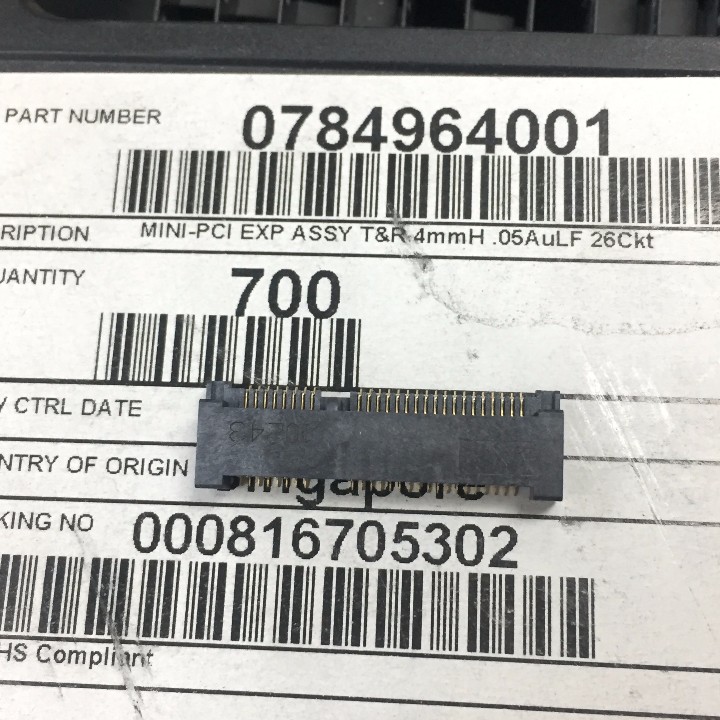 PART NUMBER 0784964001
RIPTION MINI-PCI EXP ASSY T&R 4mmH .05AuLF 26Ckt
UANTITY 700
Y CTRL DATE
NTRY OF ORIGIN Singapore
KING NO 000816705302
HS Compliant